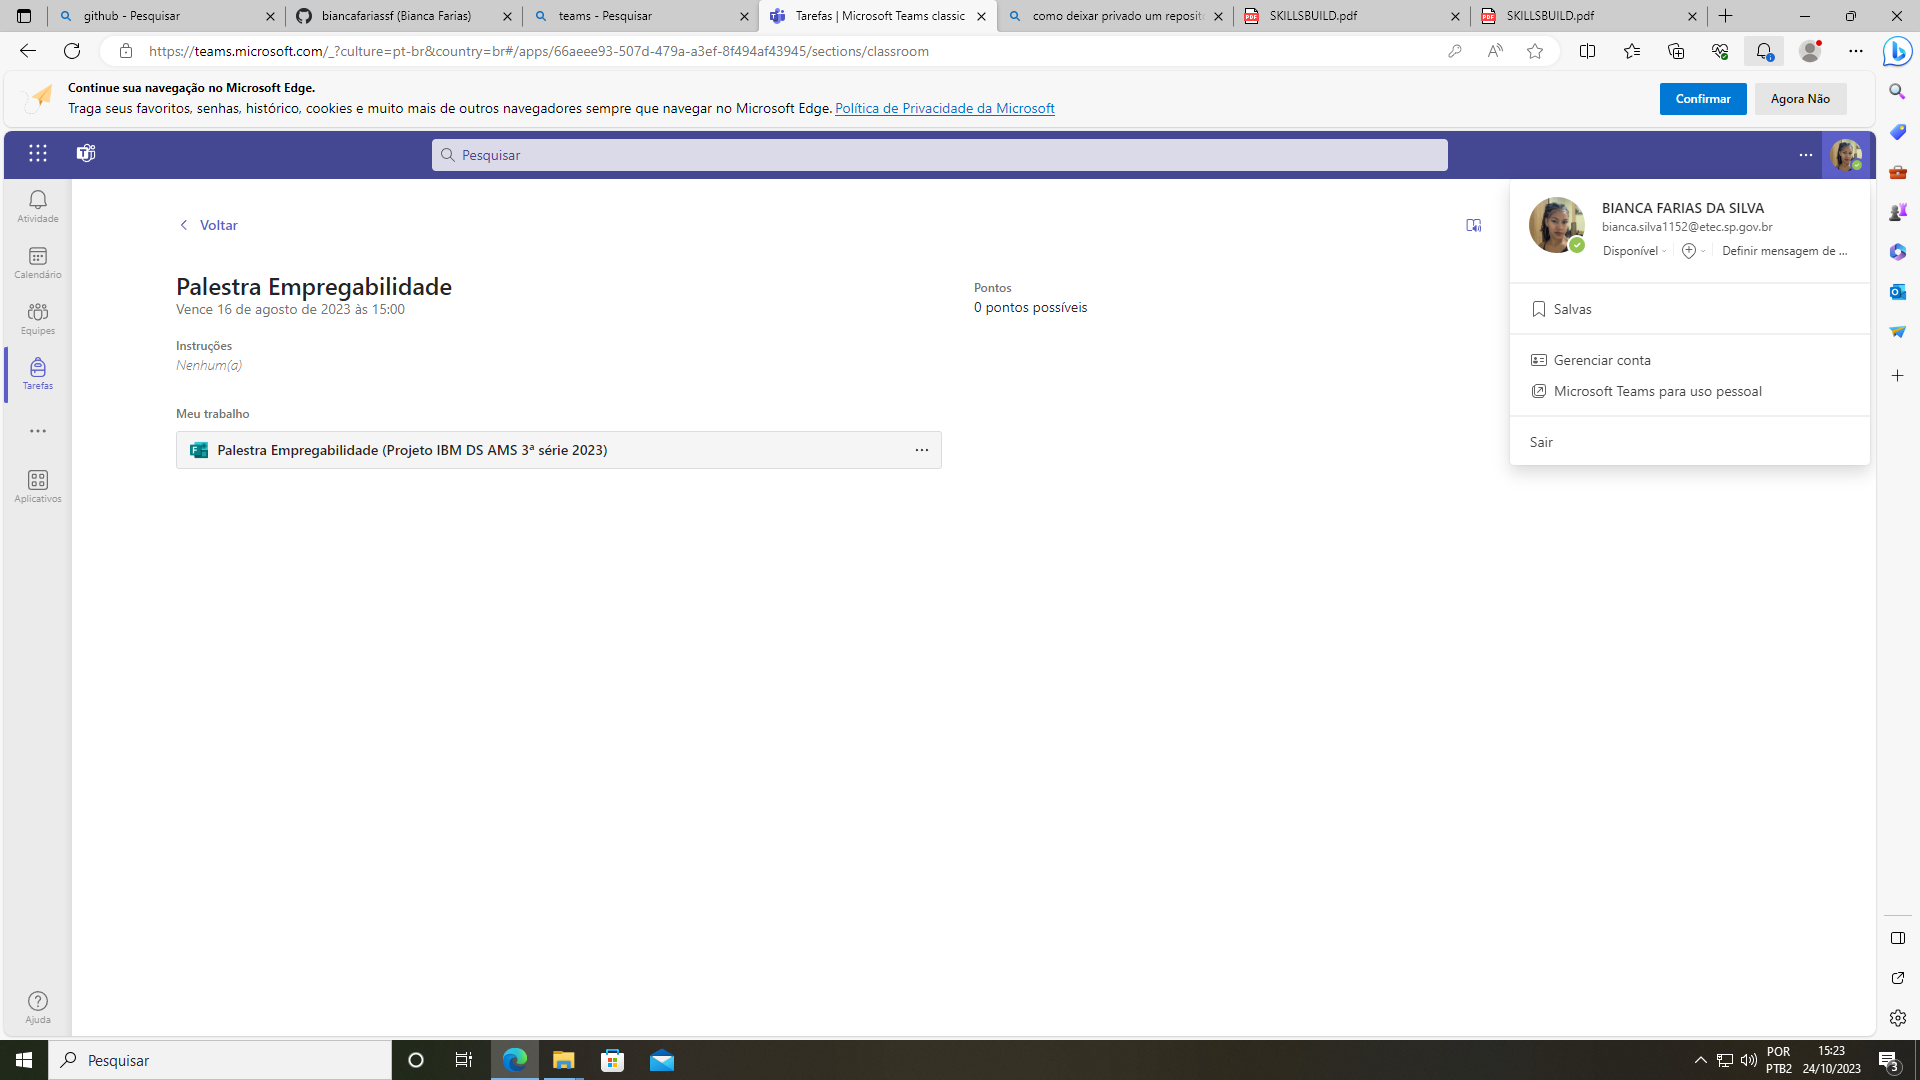 github - Pesquisar
biancafariassf (Bianca Farias)
teams - Pesquisar
Tarefas | Microsoft Teams classic
como deixar privado um reposit
SKILLSBUILD.pdf
SKILLSBUILD.pdf
https://teams.microsoft.com/_?culture=pt-br&country=br#/apps/66aeee93-507d-479a-a3ef-8f494af43945/sections/classroom
Continue sua navegação no Microsoft Edge.
Traga seus favoritos, senhas, histórico, cookies e muito mais de outros navegadores sempre que navegar no Microsoft Edge. Política de Privacidade da Microsoft
Confirmar
Agora Não
Pesquisar
Atividade
Calendário
Equipes
Tarefas
Aplicativos
Ajuda
Voltar
Palestra Empregabilidade
Vence 16 de agosto de 2023 às 15:00
Instruções
Nenhum(a)
Meu trabalho
Palestra Empregabilidade (Projeto IBM DS AMS 3ª série 2023)
Pontos
0 pontos possíveis
BIANCA FARIAS DA SILVA
bianca.silva1152@etec.sp.gov.br
Disponível
Definir mensagem de ...
Salvas
Gerenciar conta
Microsoft Teams para uso pessoal
Sair
Pesquisar
POR
PTB2
15:23
24/10/2023
3